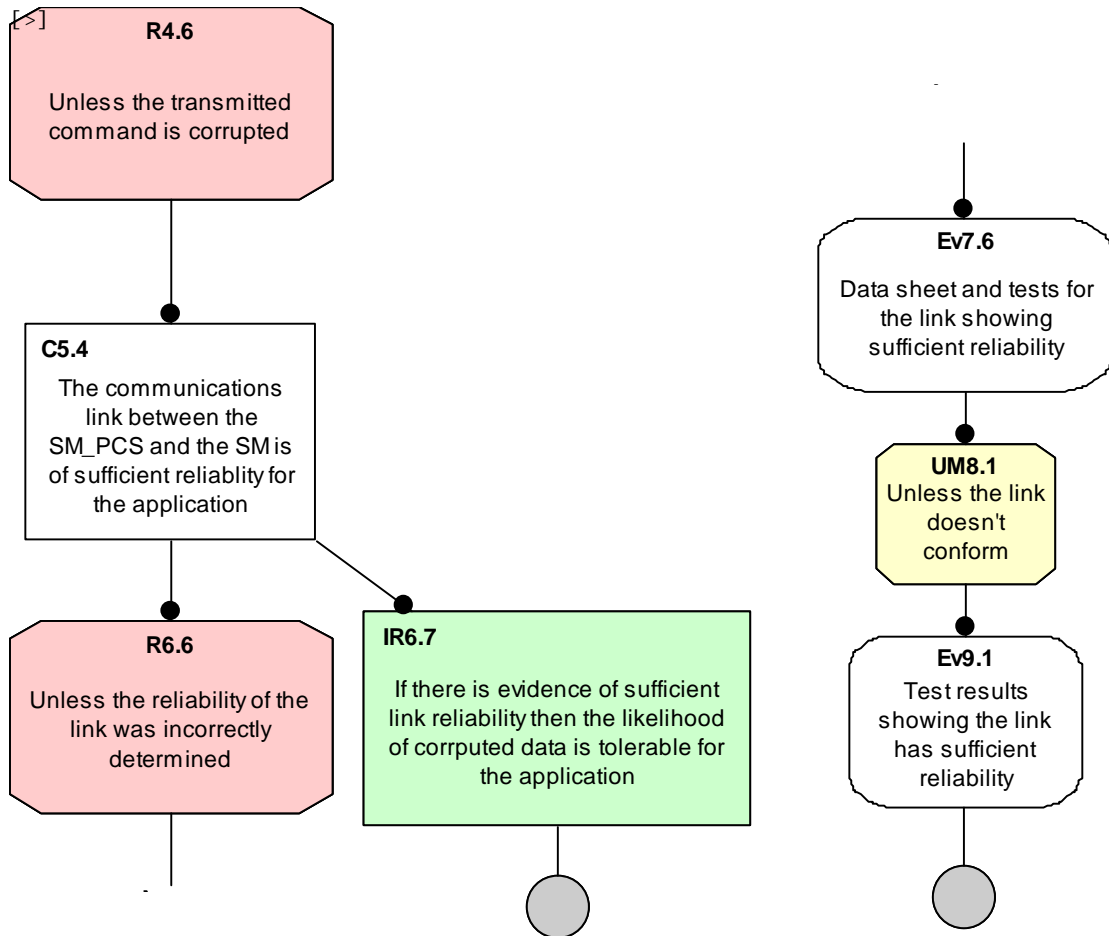 [>]
R4.6
Unless the transmitted
command is corrupted
C5.4
The communications
link between the
SM_PCS and the SM is
of sufficient reliablity for
the application
R6.6
Unless the reliability of the
link was incorrectly
determined
IR6.7
If there is evidence of sufficient
link reliability then the likelihood
of corrputed data is tolerable for
the application
Ev7.6
Data sheet and tests for
the link showing
sufficient reliability
UM8.1
Unless the link
doesn't
conform
Ev9.1
Test results
showing the link
has sufficient
reliability